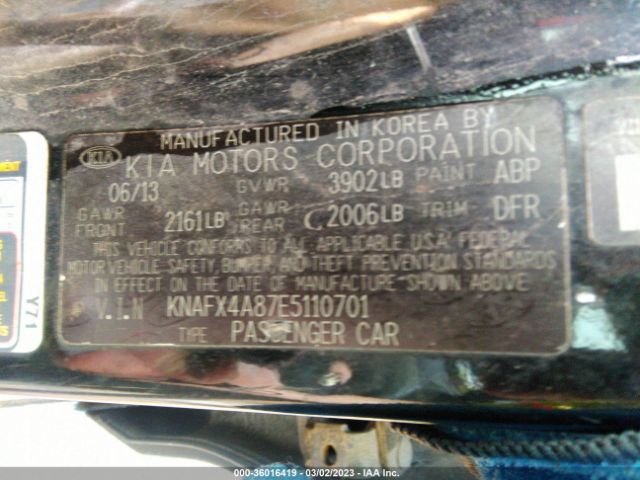 MANUFACTURED IN KOREA BY
KIA KIA MOTORS CORPORATION
06/13 GVWR 3902LB PAINT ABP
GAWR FRONT 2161LB GAWR REAR 2006LB TRIM DFR
THIS VEHICLE CONFORMS TO ALL APPLICABLE U.S.A. FEDERAL
MOTOR VEHICLE SAFETY, BUMPER, AND THEFT PREVENTION STANDARDS
IN EFFECT ON THE DATE OF MANUFACTURE SHOWN ABOVE
V.I.N KNAFX4A87E5110701
TYPE PASSENGER CAR
Y71
000-36016419 - 03/02/2023 - IAA Inc.